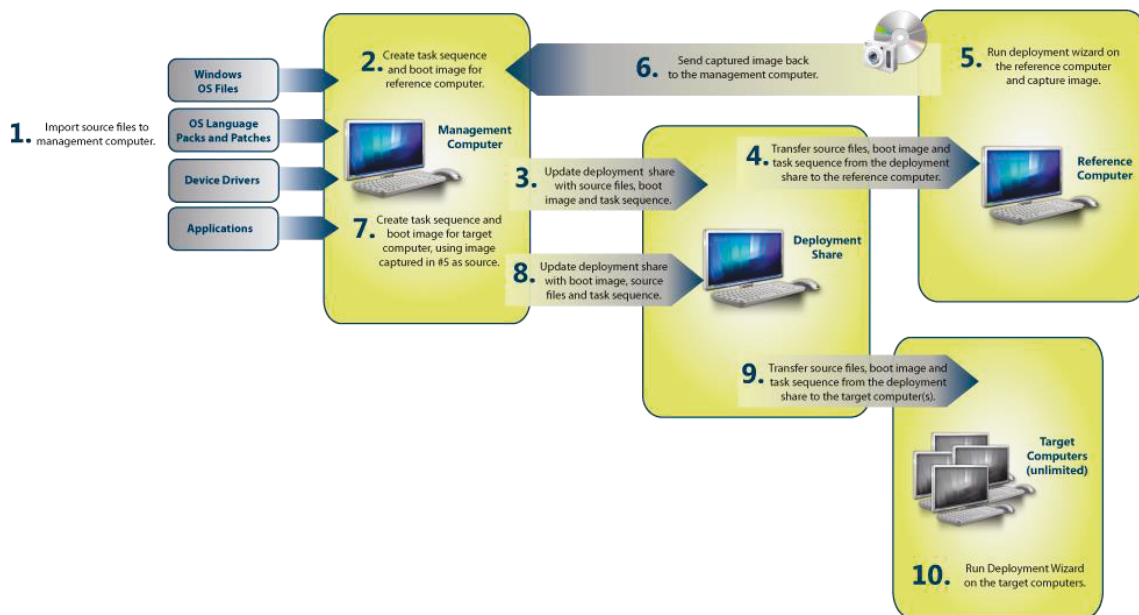 1. Import source files to
management computer.
Windows
OS Files
OS Language
Packs and Patches
Device Drivers
Applications
2. Create task sequence
and boot image for
reference computer.
Management
Computer
7. Create task sequence and
boot image for target
computer, using image
captured in #5 as source.
3. Update deployment share
with source files, boot
image and task sequence.
8. Update deployment share
with boot image, source
files and task sequence.
6. Send captured image back
to the management computer.
4. Transfer source files, boot image and
task sequence from the deployment
share to the reference computer.
Deployment
Share
5. Run deployment wizard on
the reference computer
and capture image.
Reference
Computer
9. Transfer source files, boot image and
task sequence from the deployment
share to the target computer(s).
Target
Computers
(unlimited)
10. Run Deployment Wizard
on the target computers.